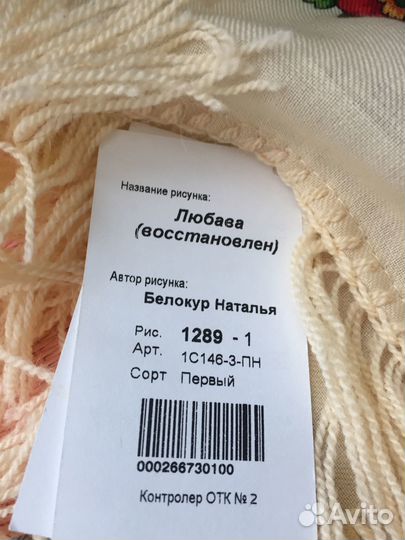 Название рисунка:
Любава
(восстановлен)
Автор рисунка:
Белокур Наталья
Рис. 1289 - 1
Арт. 1С146-3-ПН
Сорт Первый
000266730100
Контролер ОТК № 2
Avito